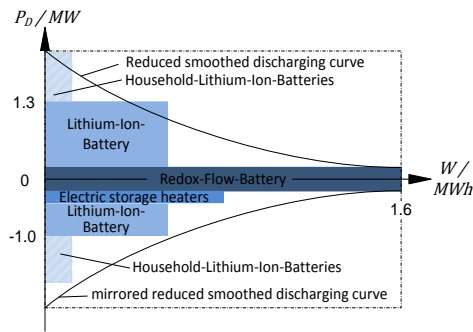 P_D / MW
Reduced smoothed discharging curve
Household-Lithium-Ion-Batteries
1.3
Lithium-Ion-
Battery
0
Redox-Flow-Battery
W /
MWh
Electric storage heaters
1.6
Lithium-Ion-
Battery
-1.0
Household-Lithium-Ion-Batteries
mirrored reduced smoothed discharging curve